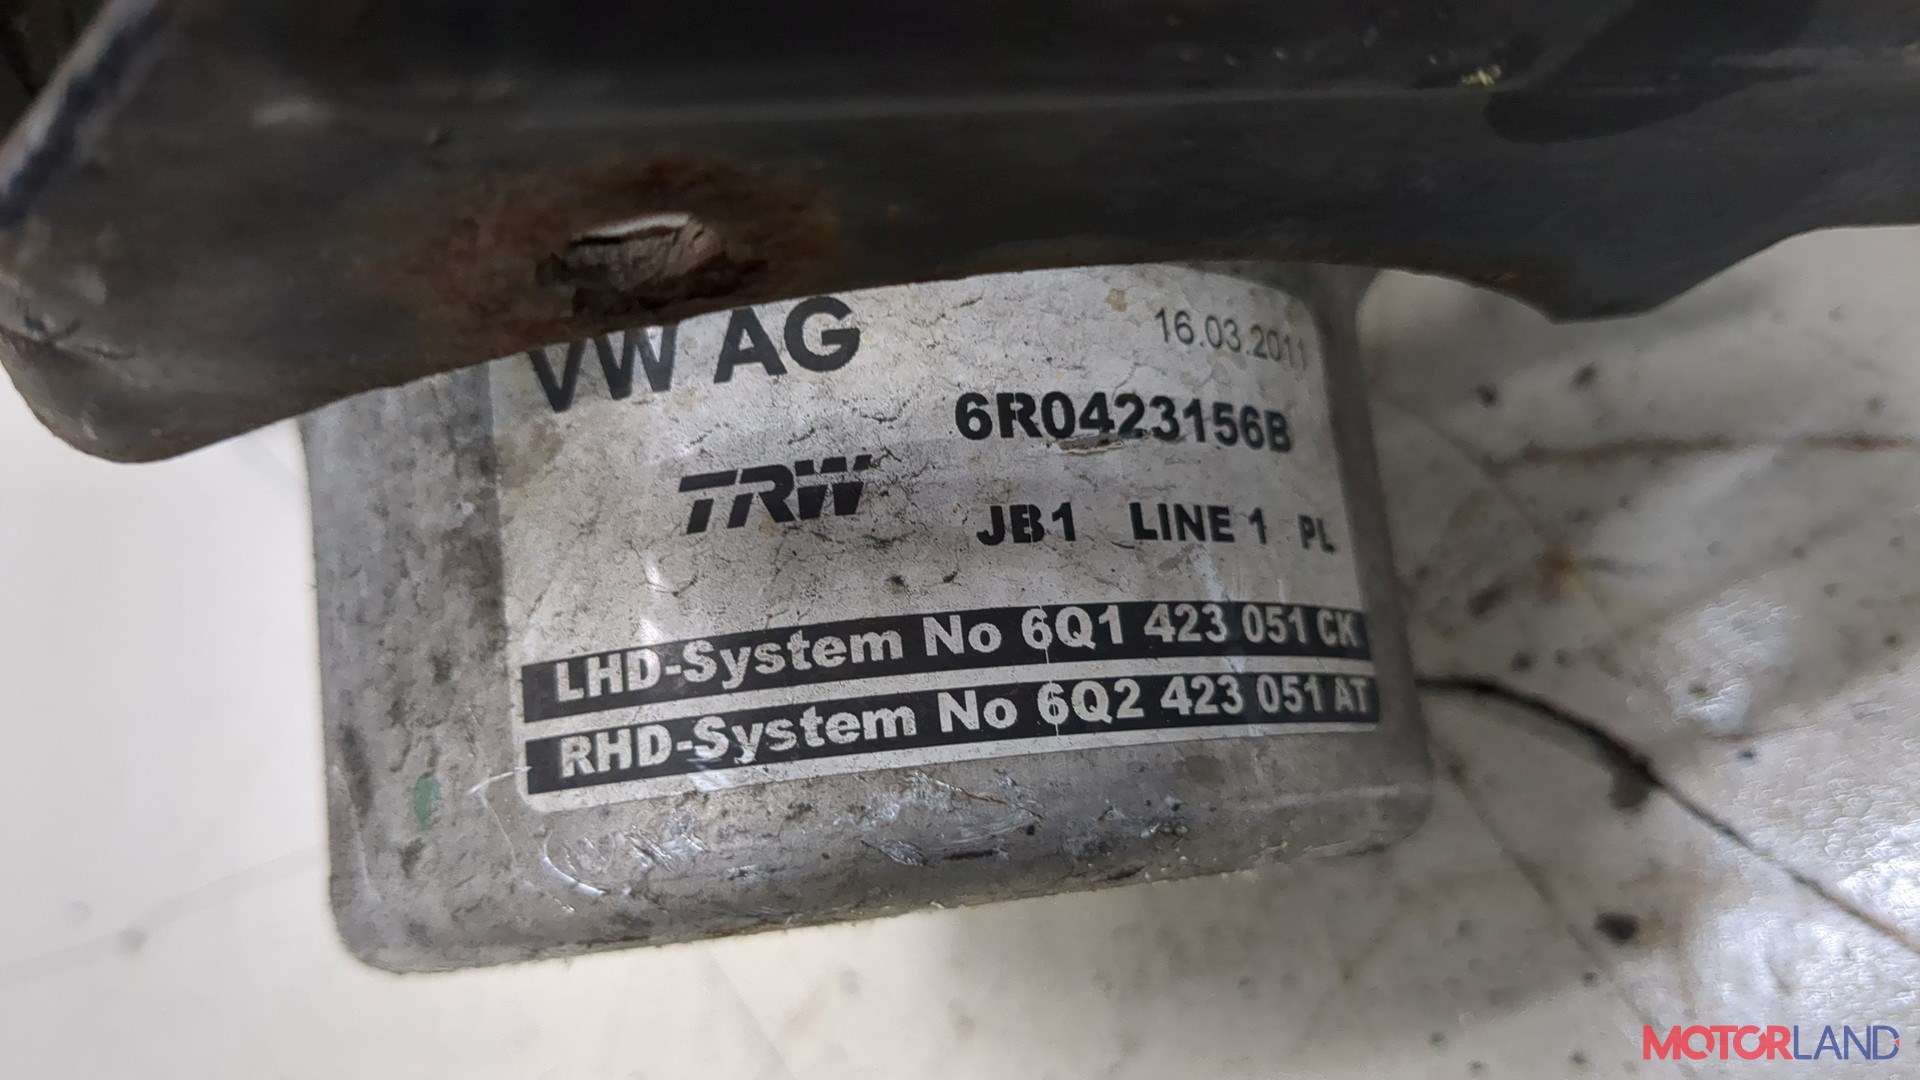 VW AG
16.03.2011
6R0423156B
TRW
JB1 LINE 1 PL
LHD-System No 6Q1 423 051 CK
RHD-System No 6Q2 423 051 AT
MOTORLAND